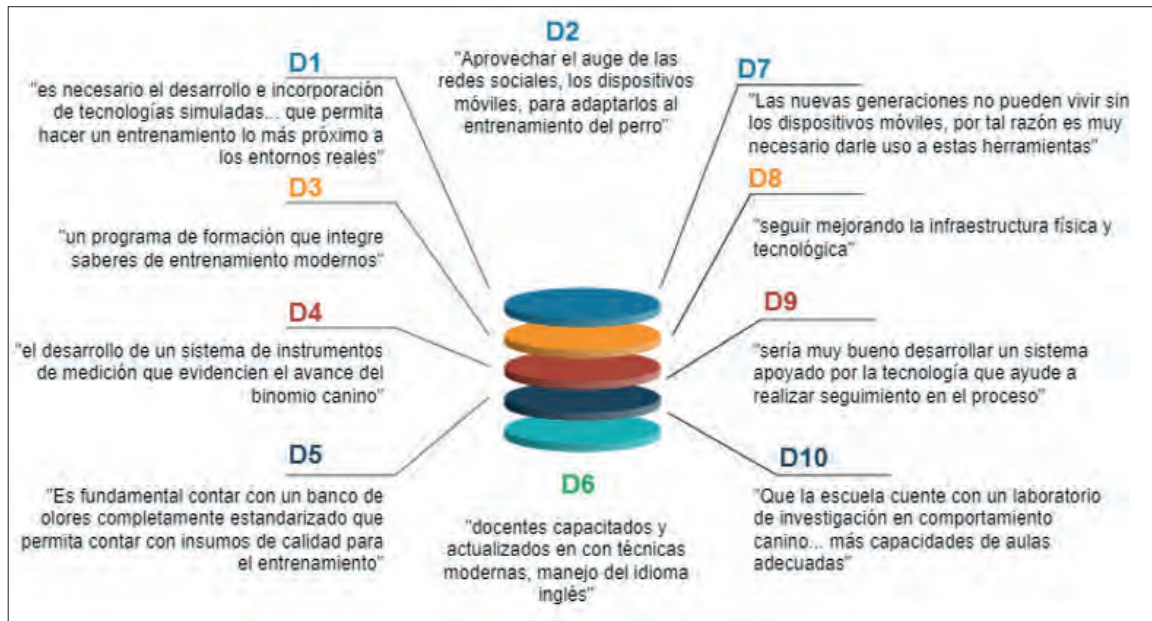 D1
"es necesario el desarrollo e incorporación
de tecnologías simuladas... que permita
hacer un entrenamiento lo más próximo a
los entornos reales"
D2
"Aprovechar el auge de las
redes sociales, los dispositivos
móviles, para adaptarlos al
entrenamiento del perro"
D7
"Las nuevas generaciones no pueden vivir sin
los dispositivos móviles, por tal razón es muy
necesario darle uso a estas herramientas"
D3
"un programa de formación que integre
saberes de entrenamiento modernos"
D8
"seguir mejorando la infraestructura física y
tecnológica"
D4
"el desarrollo de un sistema de instrumentos
de medición que evidencien el avance del
binomio canino"
D9
"sería muy bueno desarrollar un sistema
apoyado por la tecnología que ayude a
realizar seguimiento en el proceso"
D5
"Es fundamental contar con un banco de
olores completamente estandarizado que
permita contar con insumos de calidad para
el entrenamiento"
D6
"docentes capacitados y
actualizados en con técnicas
modernas, manejo del idioma
inglés"
D10
"Que la escuela cuente con un laboratorio
de investigación en comportamiento
canino... más capacidades de aulas
adecuadas"